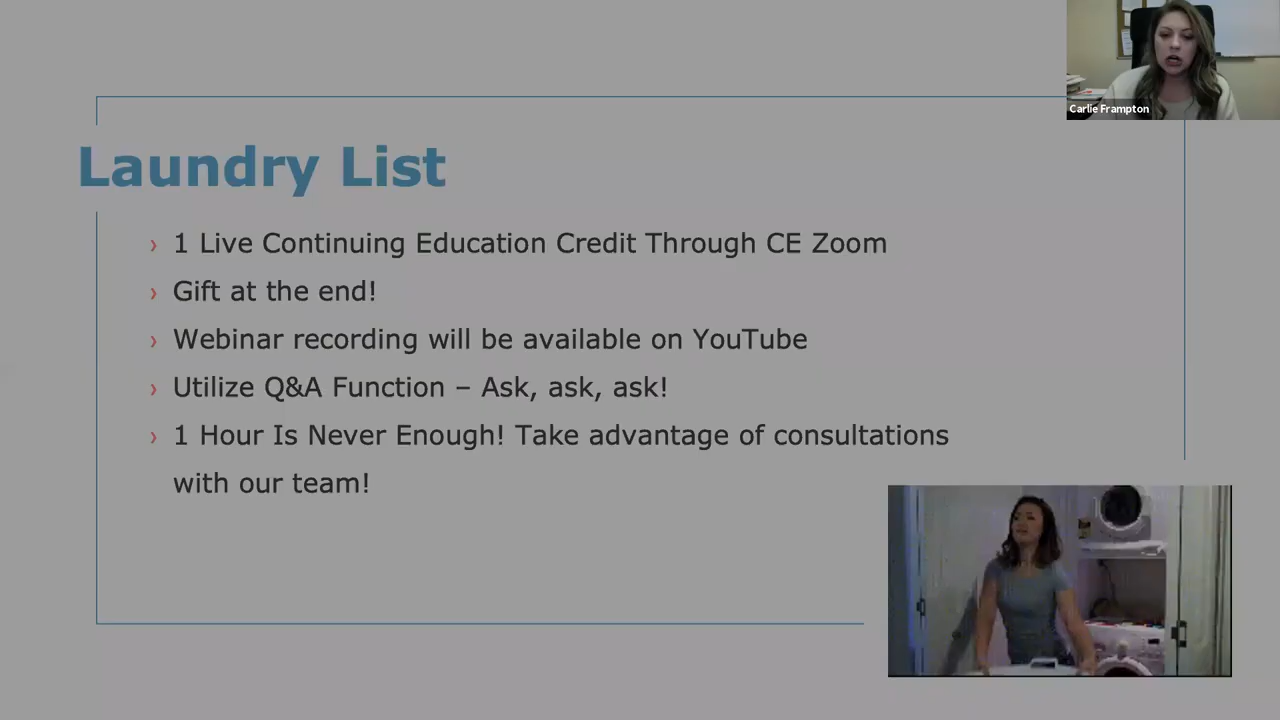 Carlie Frampton
Laundry List
› 1 Live Continuing Education Credit Through CE Zoom
› Gift at the end!
› Webinar recording will be available on YouTube
› Utilize Q&A Function – Ask, ask, ask!
› 1 Hour Is Never Enough! Take advantage of consultations
with our team!